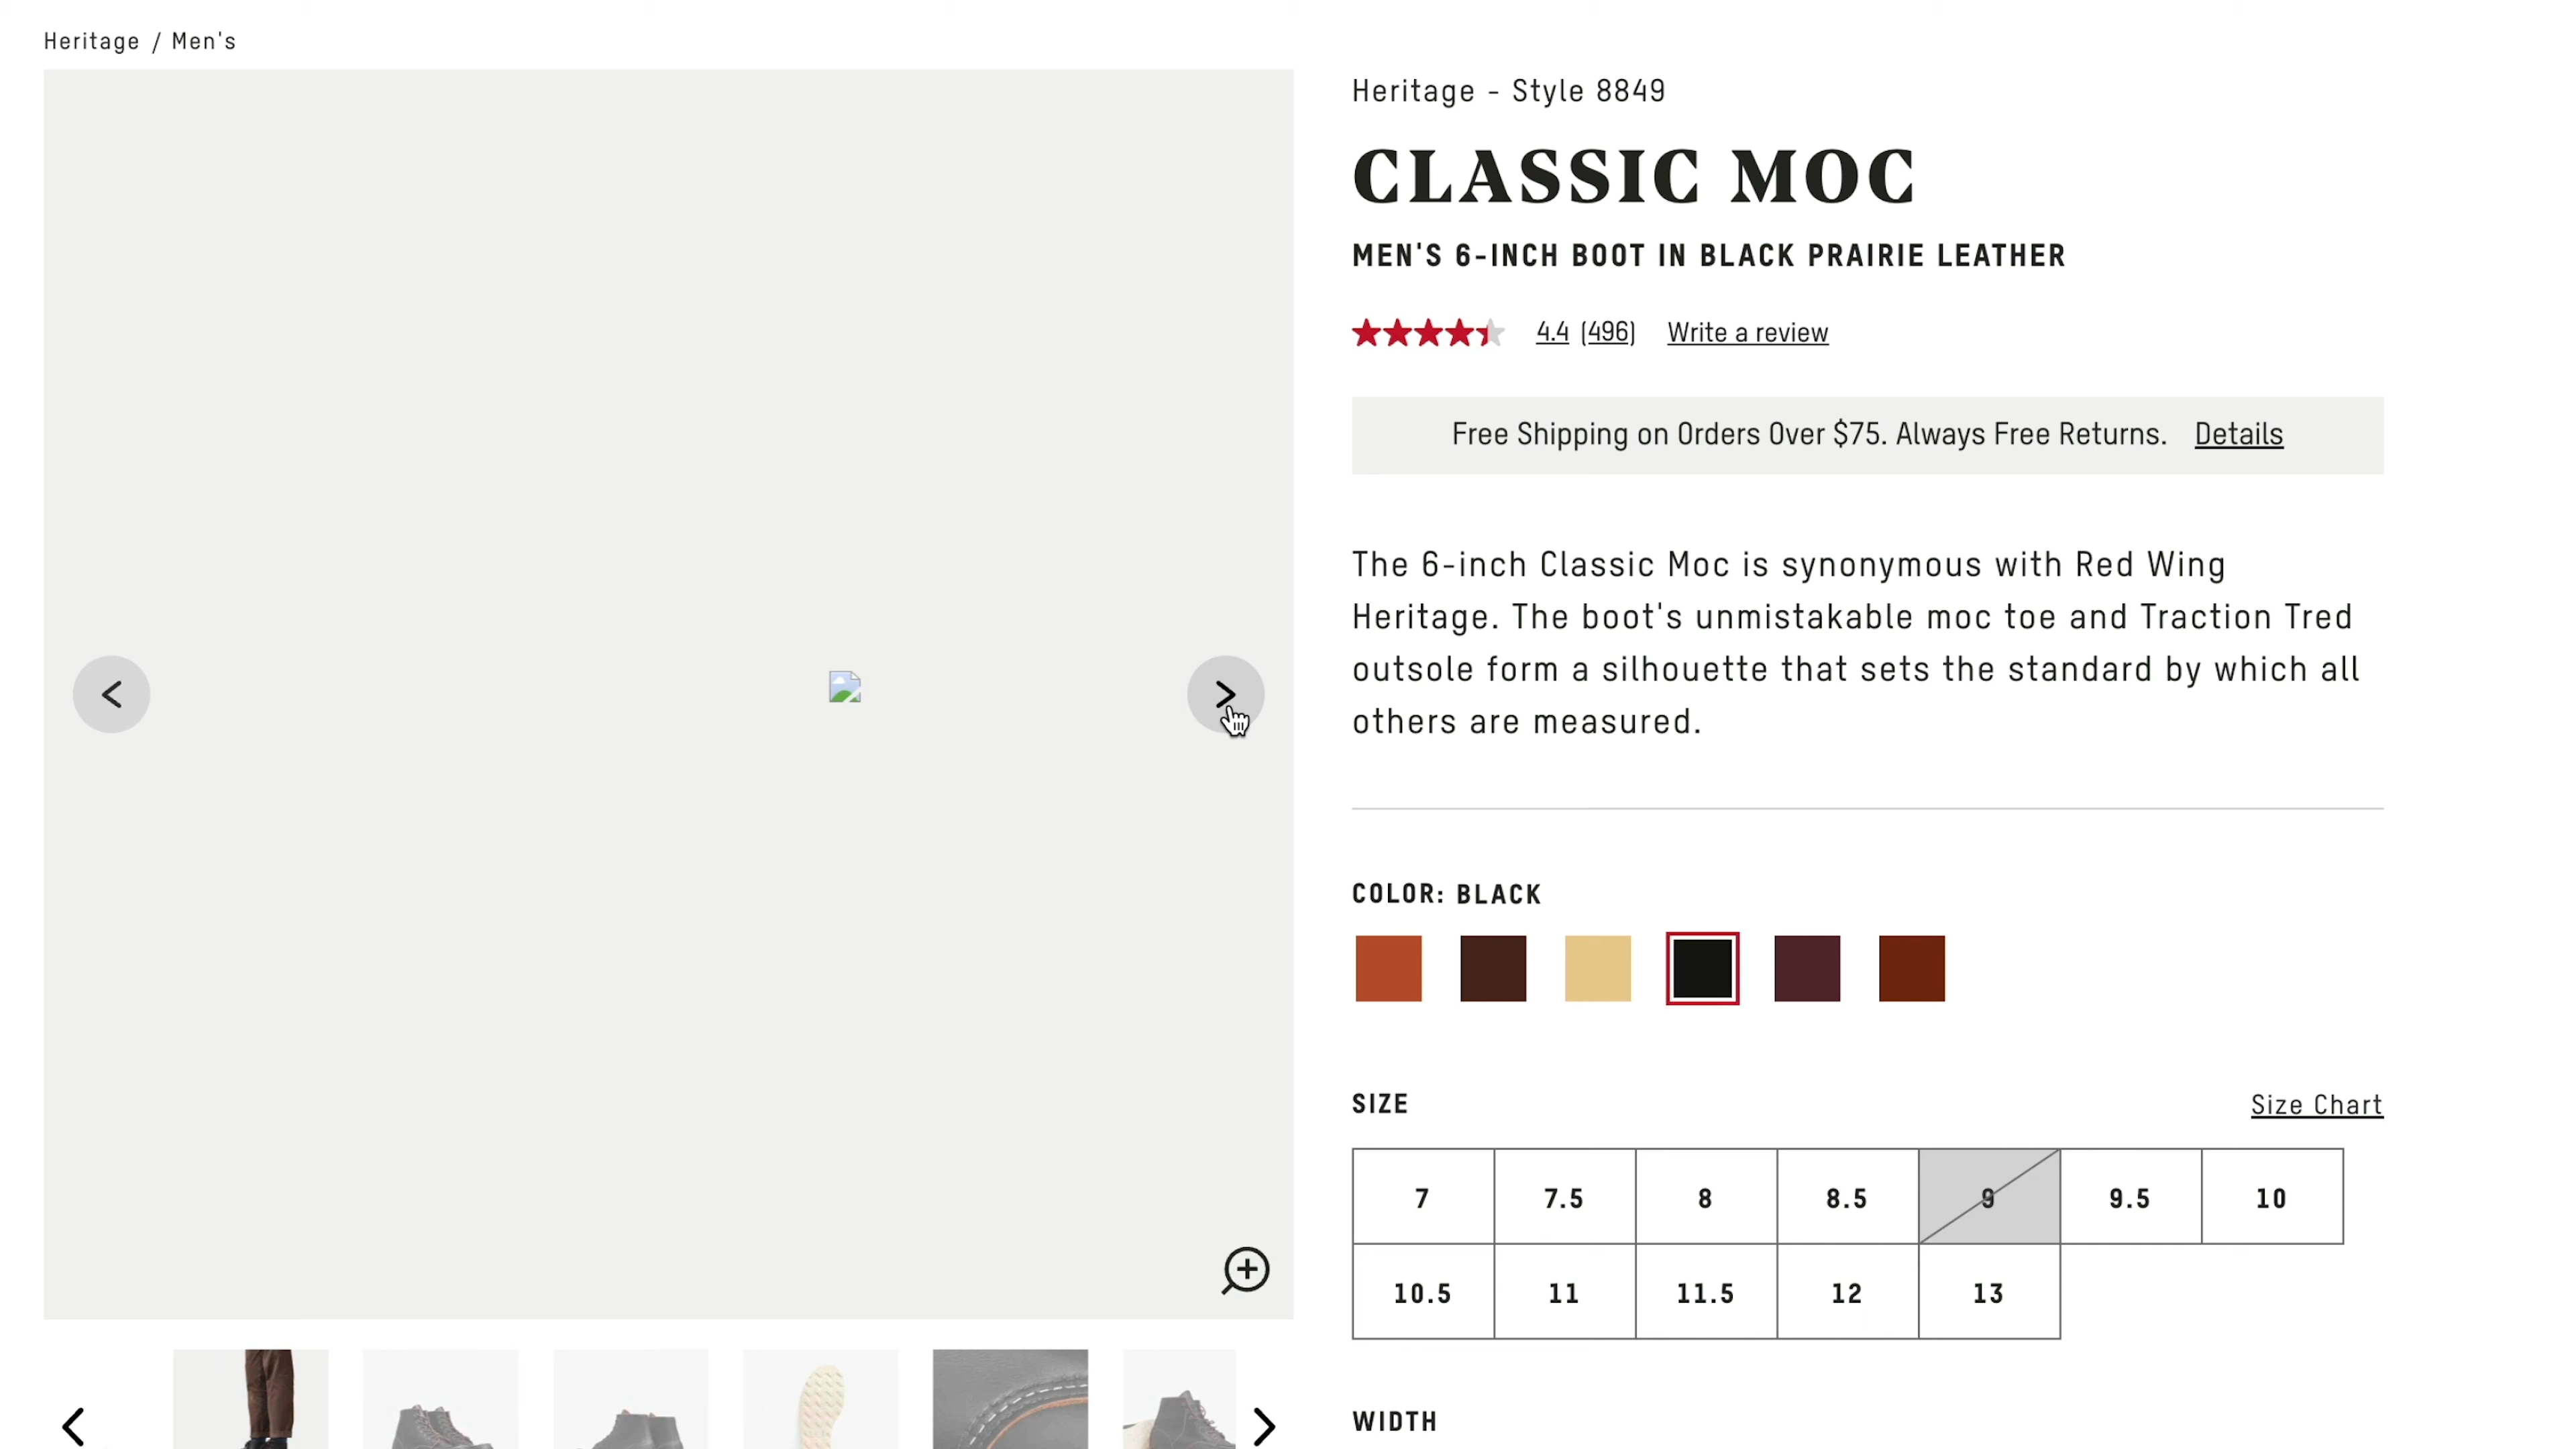 Heritage / Men's
Heritage - Style 8849
CLASSIC MOC
MEN'S 6-INCH BOOT IN BLACK PRAIRIE LEATHER
4.4 (496) Write a review
Free Shipping on Orders Over $75. Always Free Returns. Details
The 6-inch Classic Moc is synonymous with Red Wing
Heritage. The boot's unmistakable moc toe and Traction Tred
outsole form a silhouette that sets the standard by which all
others are measured.
COLOR: BLACK
SIZE Size Chart
7 7.5 8 8.5 9 9.5 10
10.5 11 11.5 12 13
WIDTH